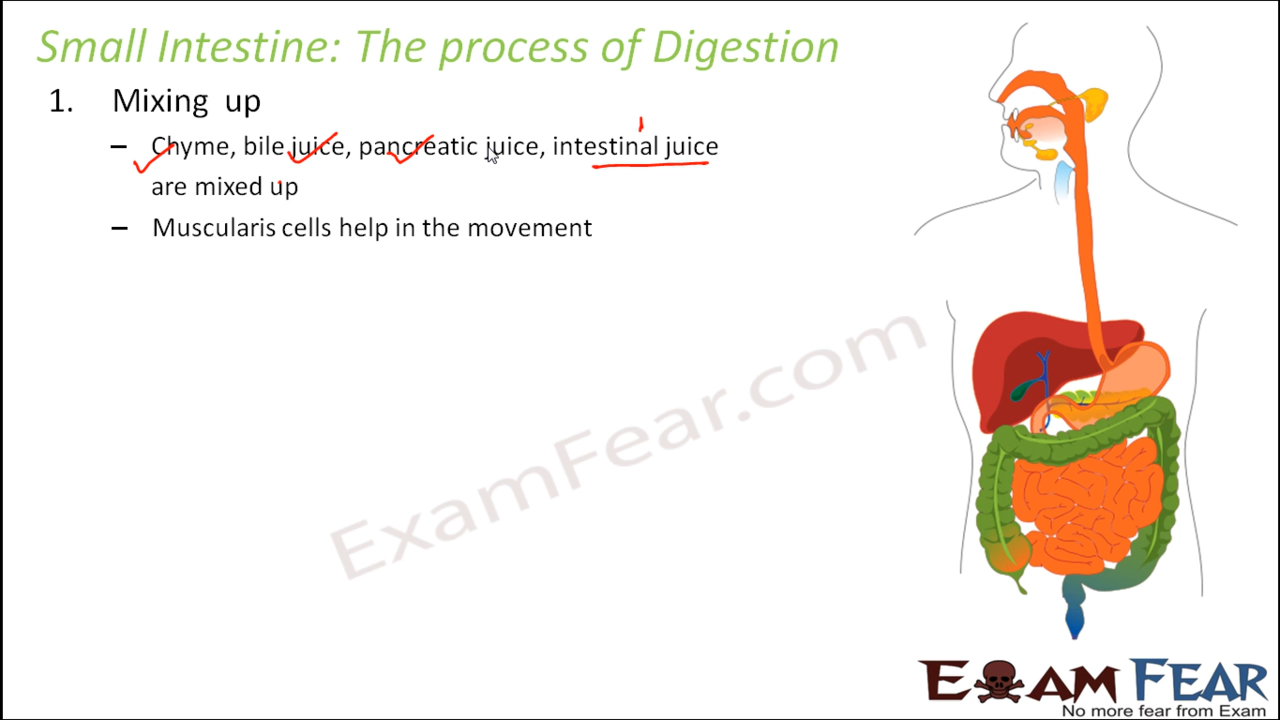 Small Intestine: The process of Digestion
1. Mixing up
– Chyme, bile juice, pancreatic juice, intestinal juice
are mixed up
– Muscularis cells help in the movement
ExamFear.com
EXAM FEAR
No more fear from Exam